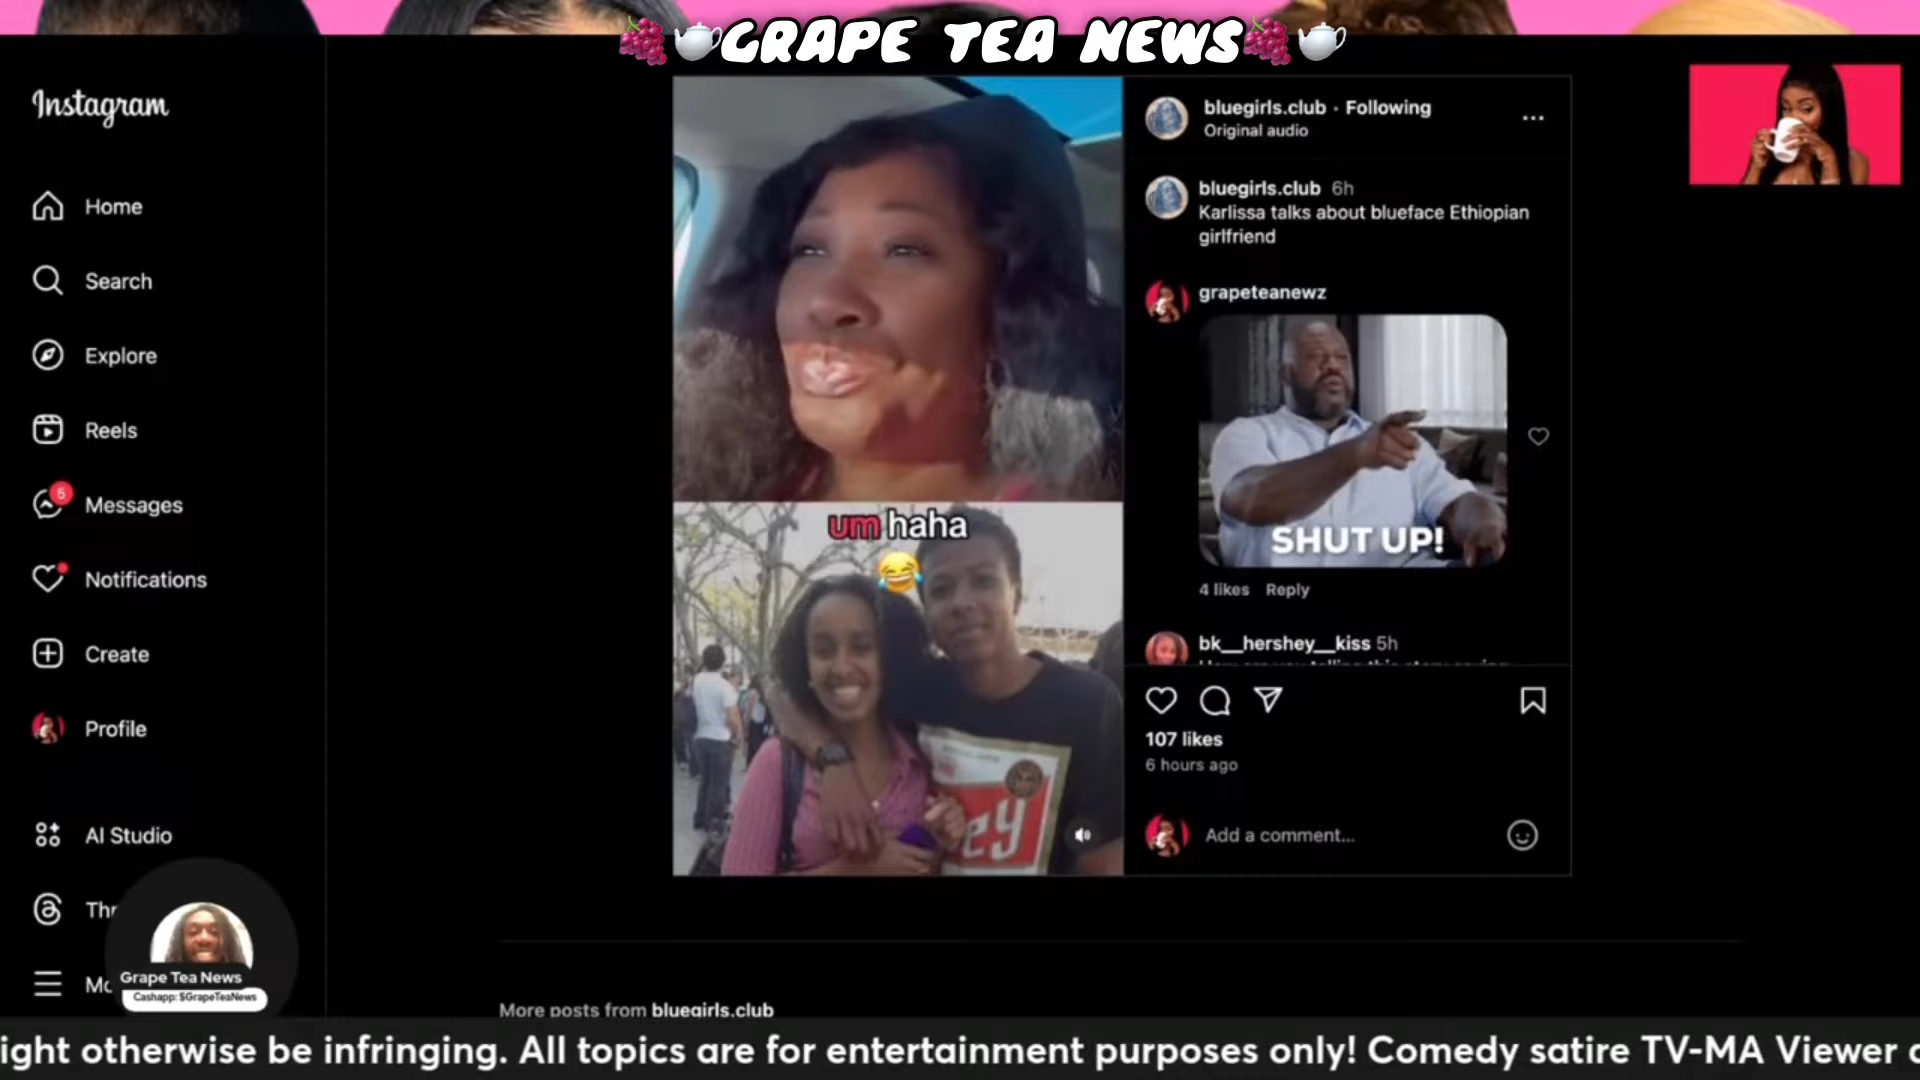 GRAPE TEA NEWS
Instagram
Home
Search
Explore
Reels
5
Messages
Notifications
Create
Profile
AI Studio
Grape Tea News
Cashapp: $GrapeTeaNews
um haha
ey
bluegirls.club • Following
Original audio
bluegirls.club 6h
Karlissa talks about blueface Ethiopian
girlfriend
grapeteanewz
SHUT UP!
4 likes Reply
bk__hershey__kiss 5h
107 likes
6 hours ago
Add a comment...
More posts from bluegirls.club
ight otherwise be infringing. All topics are for entertainment purposes only! Comedy satire TV-MA Viewer